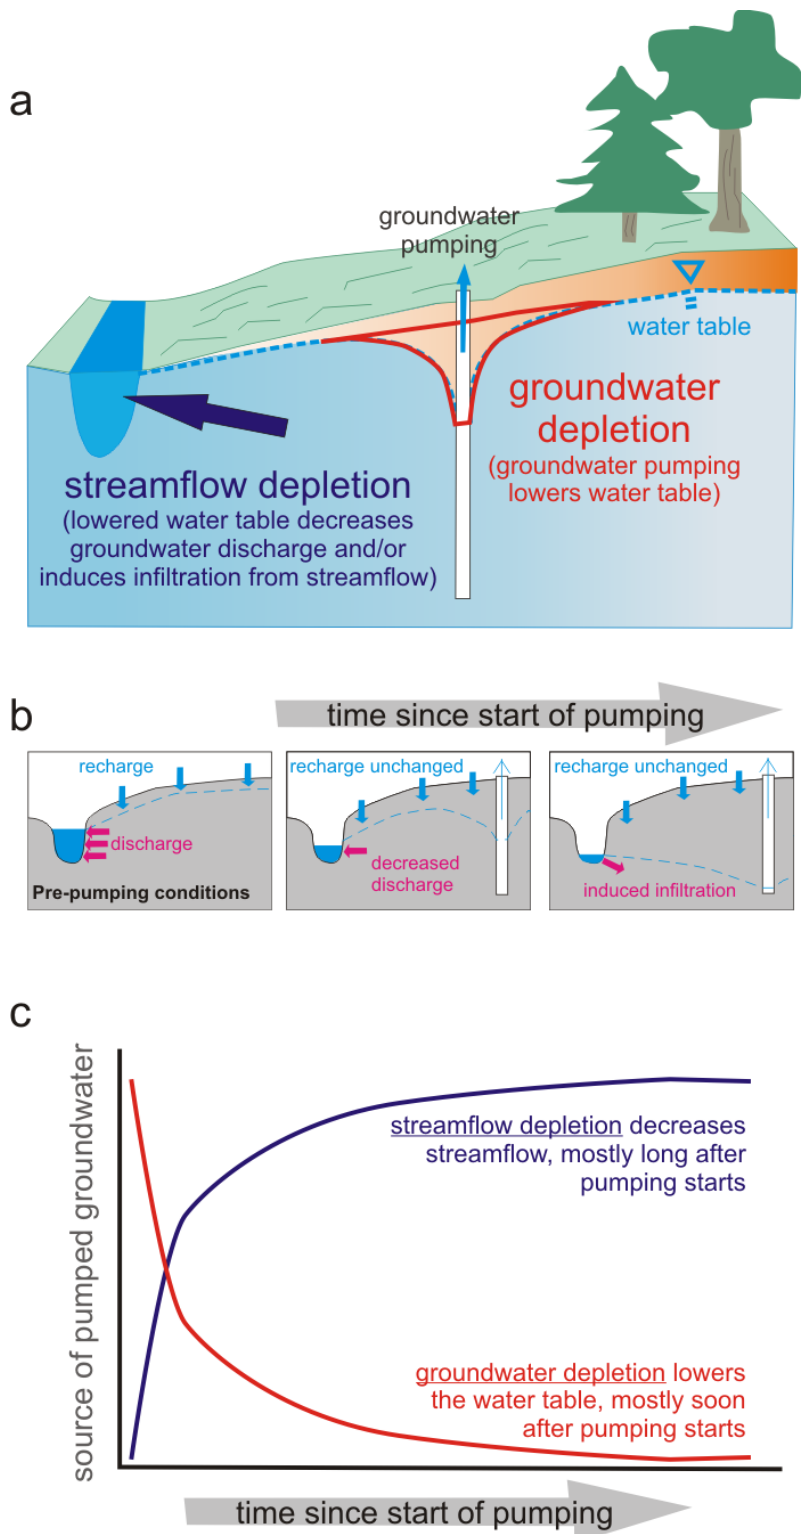 a
groundwater
pumping
water table
groundwater
depletion
(groundwater pumping
lowers water table)
streamflow depletion
(lowered water table decreases
groundwater discharge and/or
induces infiltration from streamflow)
b
time since start of pumping
recharge
discharge
Pre-pumping conditions
recharge unchanged
decreased
discharge
recharge unchanged
induced infiltration
c
source of pumped groundwater
streamflow depletion decreases
streamflow, mostly long after
pumping starts
groundwater depletion lowers
the water table, mostly soon
after pumping starts
time since start of pumping